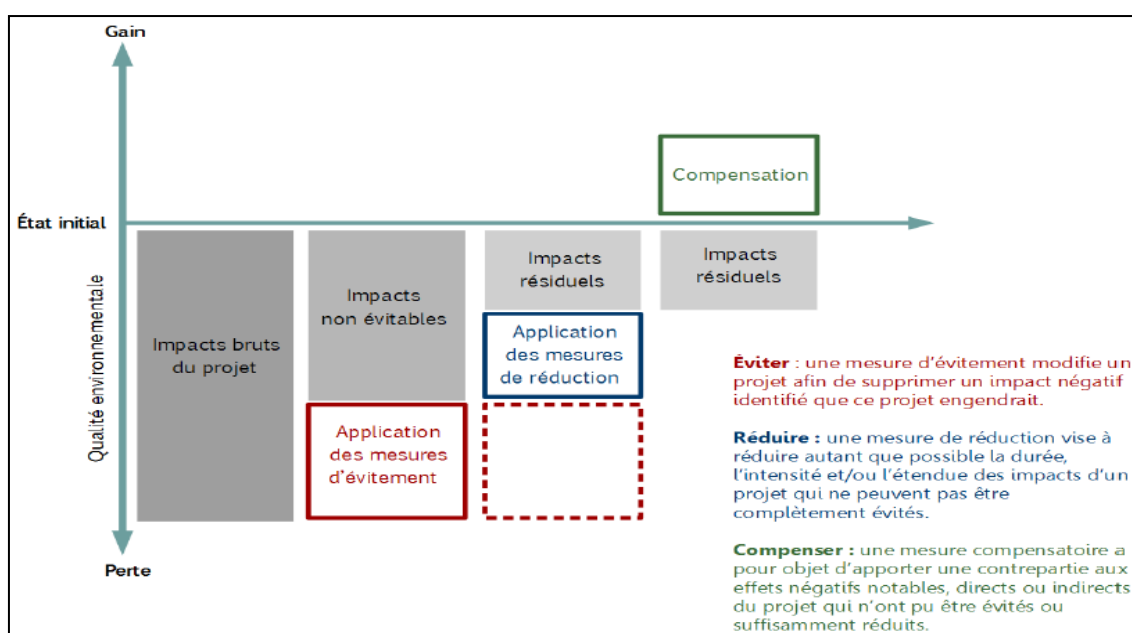 Gain
Compensation
État initial
Qualité environnementale
Impacts bruts
du projet
Impacts
non évitables
Application
des mesures
d'évitement
Impacts
résiduels
Application
des mesures
de réduction
Impacts
résiduels
Perte
Éviter : une mesure d'évitement modifie un
projet afin de supprimer un impact négatif
identifié que ce projet engendrait.
Réduire : une mesure de réduction vise à
réduire autant que possible la durée,
l'intensité et/ou l'étendue des impacts d'un
projet qui ne peuvent pas être
complètement évités.
Compenser : une mesure compensatoire a
pour objet d'apporter une contrepartie aux
effets négatifs notables, directs ou indirects
du projet qui n'ont pu être évités ou
suffisamment réduits.